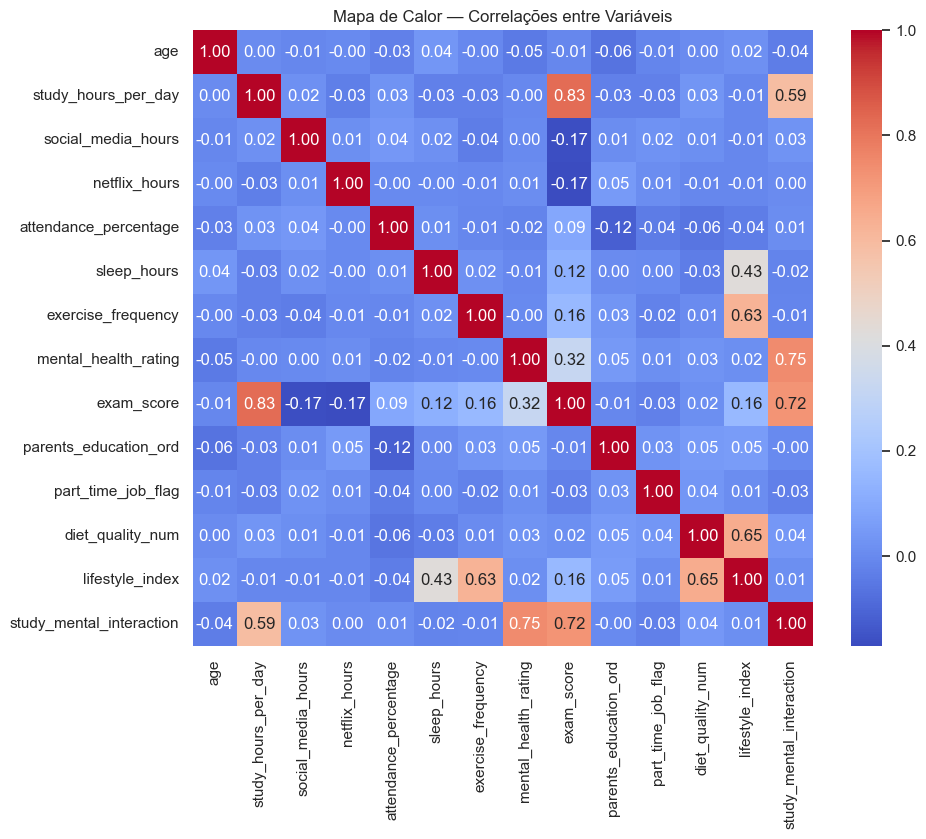 Mapa de Calor — Correlações entre Variáveis
age 1.00 0.00 -0.01 -0.00 -0.03 0.04 -0.00 -0.05 -0.01 -0.06 -0.01 0.00 0.02 -0.04
study_hours_per_day 0.00 1.00 0.02 -0.03 0.03 -0.03 -0.03 -0.00 0.83 -0.03 -0.03 0.03 -0.01 0.59
social_media_hours -0.01 0.02 1.00 0.01 0.04 0.02 -0.04 0.00 -0.17 0.01 0.02 0.01 -0.01 0.03
netflix_hours -0.00 -0.03 0.01 1.00 -0.00 -0.00 -0.01 0.01 -0.17 0.05 0.01 -0.01 -0.01 0.00
attendance_percentage -0.03 0.03 0.04 -0.00 1.00 0.01 -0.01 -0.02 0.09 -0.12 -0.04 -0.06 -0.04 0.01
sleep_hours 0.04 -0.03 0.02 -0.00 0.01 1.00 0.02 -0.01 0.12 0.00 0.00 -0.03 0.43 -0.02
exercise_frequency -0.00 -0.03 -0.04 -0.01 -0.01 0.02 1.00 -0.00 0.16 0.03 -0.02 0.01 0.63 -0.01
mental_health_rating -0.05 -0.00 0.00 0.01 -0.02 -0.01 -0.00 1.00 0.32 0.05 0.01 0.03 0.02 0.75
exam_score -0.01 0.83 -0.17 -0.17 0.09 0.12 0.16 0.32 1.00 -0.01 -0.03 0.02 0.16 0.72
parents_education_ord -0.06 -0.03 0.01 0.05 -0.12 0.00 0.03 0.05 -0.01 1.00 0.03 0.05 0.05 -0.00
part_time_job_flag -0.01 -0.03 0.02 0.01 -0.04 0.00 -0.02 0.01 -0.03 0.03 1.00 0.04 0.01 -0.03
diet_quality_num 0.00 0.03 0.01 -0.01 -0.06 -0.03 0.01 0.03 0.02 0.05 0.04 1.00 0.65 0.04
lifestyle_index 0.02 -0.01 -0.01 -0.01 -0.04 0.43 0.63 0.02 0.16 0.05 0.01 0.65 1.00 0.01
study_mental_interaction -0.04 0.59 0.03 0.00 0.01 -0.02 -0.01 0.75 0.72 -0.00 -0.03 0.04 0.01 1.00
age
study_hours_per_day
social_media_hours
netflix_hours
attendance_percentage
sleep_hours
exercise_frequency
mental_health_rating
exam_score
parents_education_ord
part_time_job_flag
diet_quality_num
lifestyle_index
study_mental_interaction
1.0
0.8
0.6
0.4
0.2
0.0